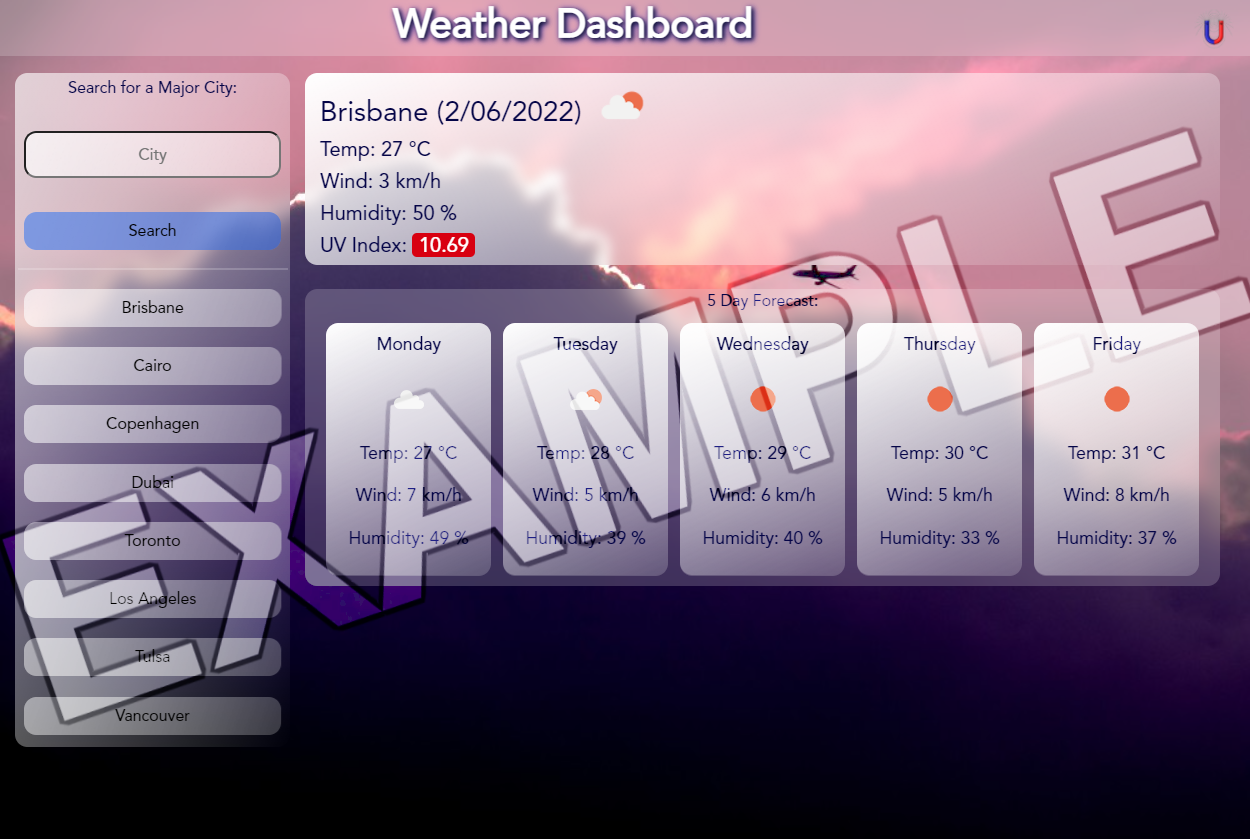 Weather Dashboard
Search for a Major City:
City
Search
Brisbane
Cairo
Copenhagen
Dubai
Toronto
Los Angeles
Tulsa
Vancouver
Brisbane (2/06/2022)
Temp: 27 °C
Wind: 3 km/h
Humidity: 50 %
UV Index: 10.69
5 Day Forecast:
Monday
Temp: 27 °C
Wind: 7 km/h
Humidity: 49 %
Tuesday
Temp: 28 °C
Wind: 5 km/h
Humidity: 39 %
Wednesday
Temp: 29 °C
Wind: 6 km/h
Humidity: 40 %
Thursday
Temp: 30 °C
Wind: 5 km/h
Humidity: 33 %
Friday
Temp: 31 °C
Wind: 8 km/h
Humidity: 37 %
EXAMPLE